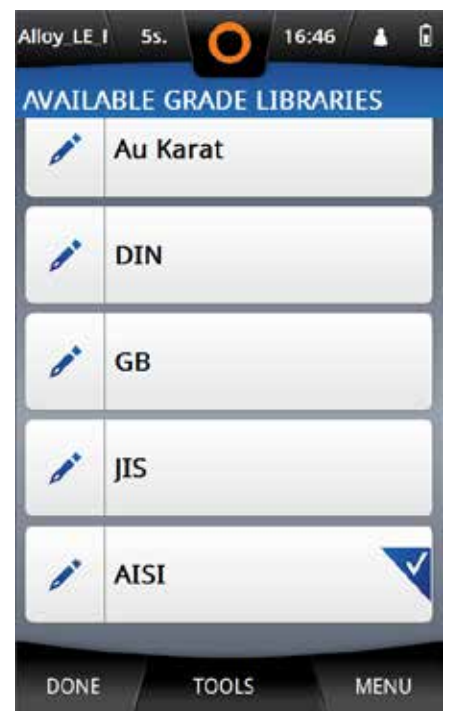 Alloy_LE_I 5s. 16:46
AVAILABLE GRADE LIBRARIES
Au Karat
DIN
GB
JIS
AISI
DONE TOOLS MENU